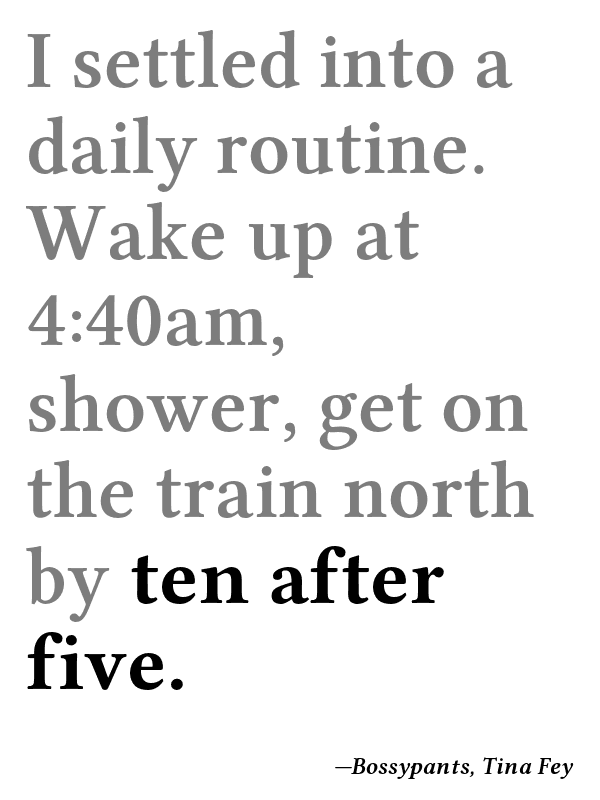 I settled into a
daily routine.
Wake up at
4:40am,
shower, get on
the train north
by ten after
five.
—Bossypants, Tina Fey